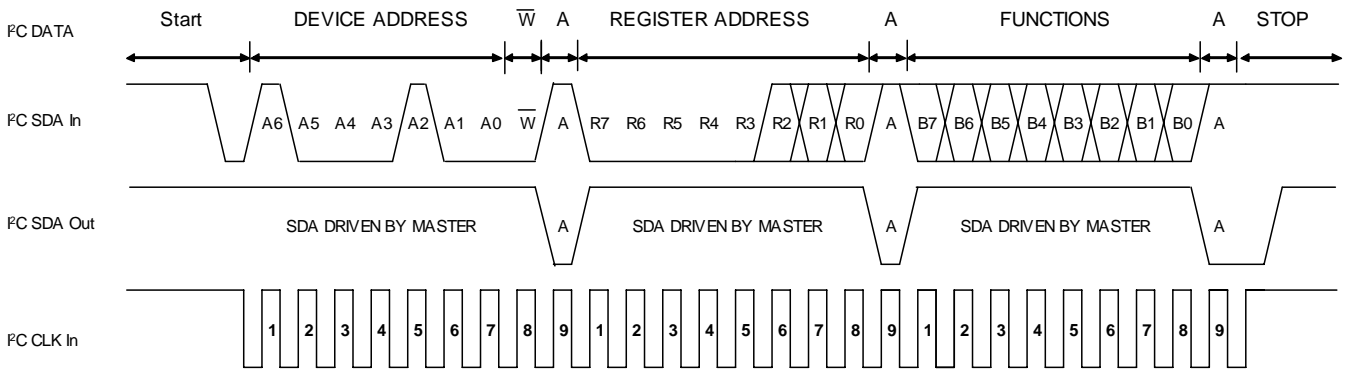 Start DEVICE ADDRESS W̅ A REGISTER ADDRESS A FUNCTIONS A STOP
I²C DATA
I²C SDA In
A6 A5 A4 A3 A2 A1 A0 W̅ A R7 R6 R5 R4 R3 R2 R1 R0 A B7 B6 B5 B4 B3 B2 B1 B0 A
I²C SDA Out
SDA DRIVEN BY MASTER A SDA DRIVEN BY MASTER A SDA DRIVEN BY MASTER A
1 2 3 4 5 6 7 8 9 1 2 3 4 5 6 7 8 9 1 2 3 4 5 6 7 8 9
I²C CLK In